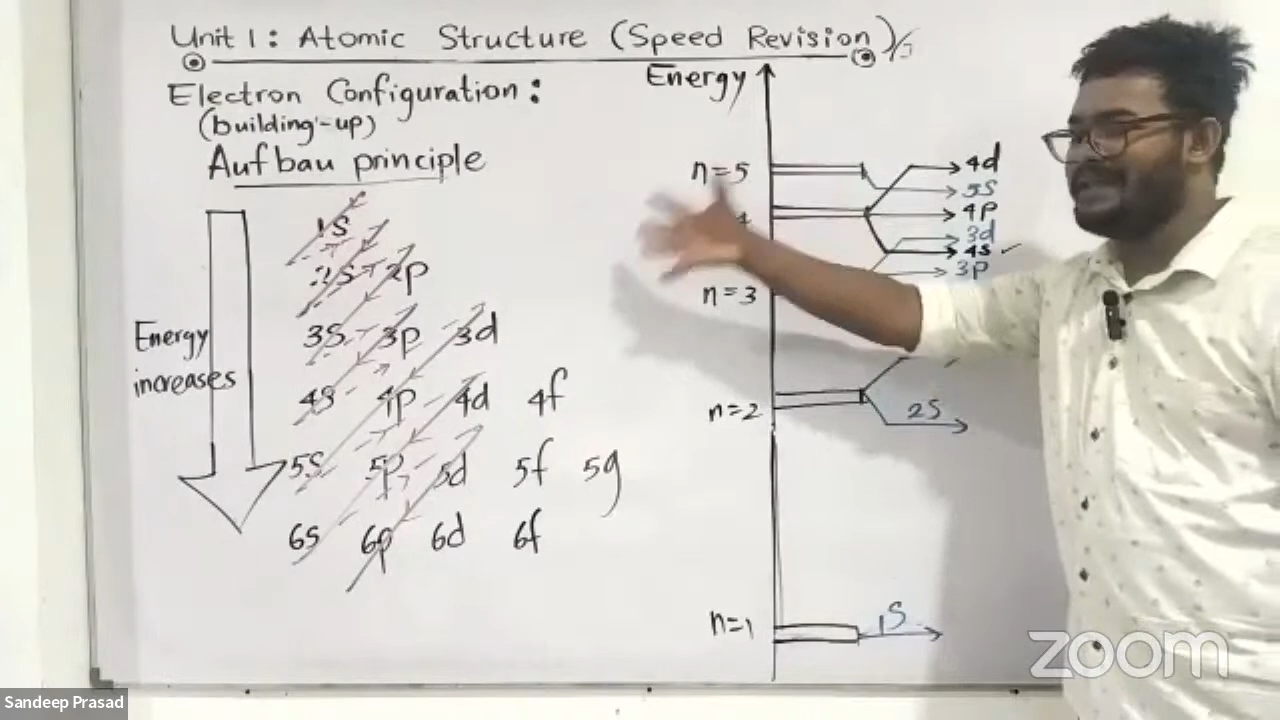 Unit 1: Atomic Structure (Speed Revision)
Electron Configuration:
(building-up)
Aufbau principle
Energy increases
1S
2S 2p
3S 3p 3d
4S 4p 4d 4f
5S 5p 5d 5f 5g
6S 6p 6d 6f
Energy
n=5
4d
5S
4p
3d
4S
3p
n=3
n=2
2S
n=1
1S
zoom
Sandeep Prasad